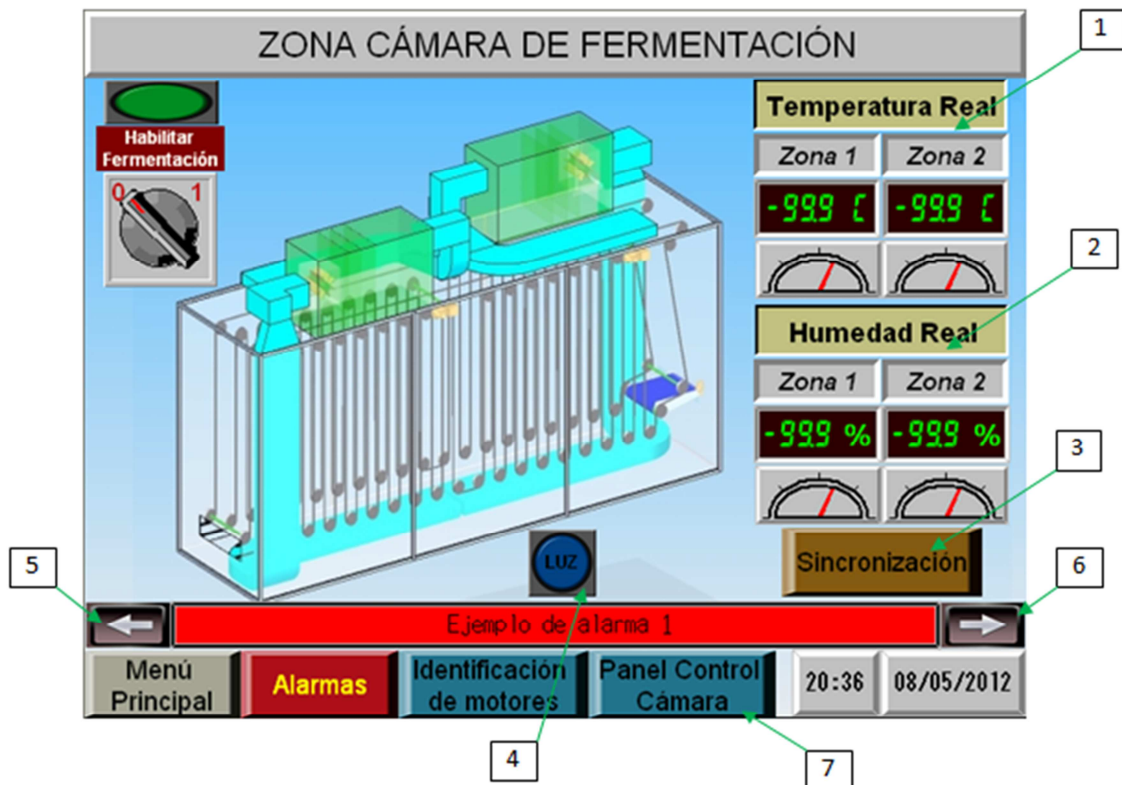 ZONA CÁMARA DE FERMENTACIÓN
1
Habilitar
Fermentación
0 1
Temperatura Real
Zona 1 Zona 2
-99.9 C -99.9 C
2
Humedad Real
Zona 1 Zona 2
-99.9 % -99.9 %
3
LUZ
Sincronización
5
6
Ejemplo de alarma 1
Menú
Principal
Alarmas
Identificación
de motores
Panel Control
Cámara
20:36
08/05/2012
4
7